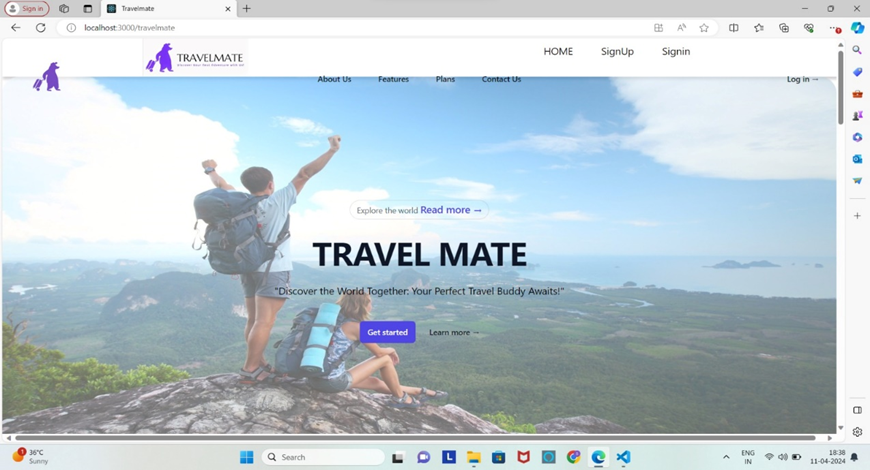 Sign in
Travelmate
localhost:3000/travelmate
TRAVELMATE
HOME SignUp Signin
About Us Features Plans Contact Us Log in →
Explore the world Read more →
TRAVEL MATE
"Discover the World Together: Your Perfect Travel Buddy Awaits!"
Get started Learn more →
1
36°C
Sunny
Search
L
ENG
IN
18:38
11-04-2024